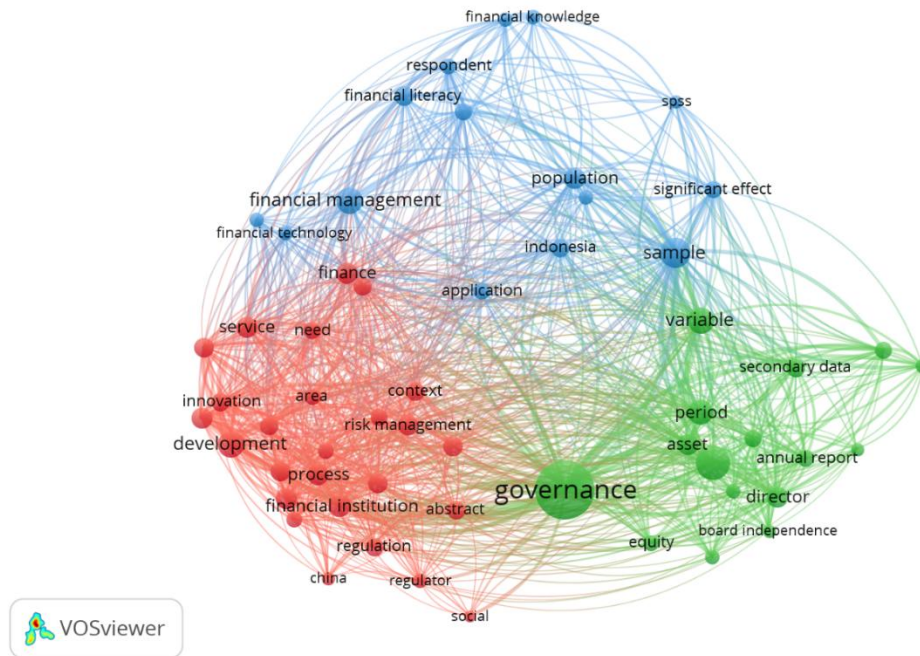 financial knowledge
respondent
financial literacy
spss
population
significant effect
financial management
financial technology
indonesia
sample
finance
application
variable
service
need
secondary data
innovation
area
context
period
risk management
development
asset
annual report
process
governance
director
financial institution
abstract
board independence
equity
regulation
china
regulator
social
VOSviewer